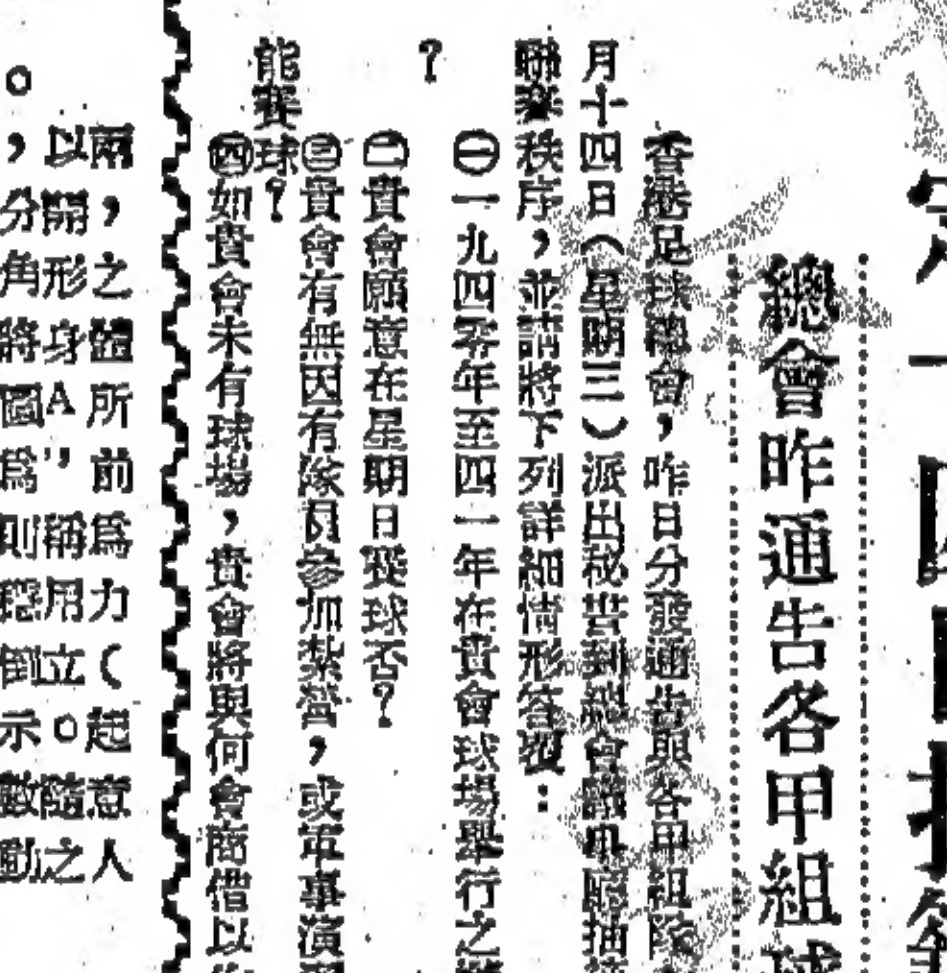 總會昨通告各甲組球
香港足球總會，昨日分發通告與各甲組隊
月十四日（星期三）派出秘書到總會議事廳抽
聯賽秩序，並請將下列詳細情形答覆：
㊀一九四零年至四一年在貴會球場舉行之
？
㊁貴會願意在星期日賽球否？
㊂貴會有無因有隊員參加紮營，或軍事演
能賽球？
㊃如貴會未有球場，貴會將與何會商借以
兩，之體所前爲力（起意人
以開形身A”稱用立。隨之
。，分角將圖爲則穩倒示數動